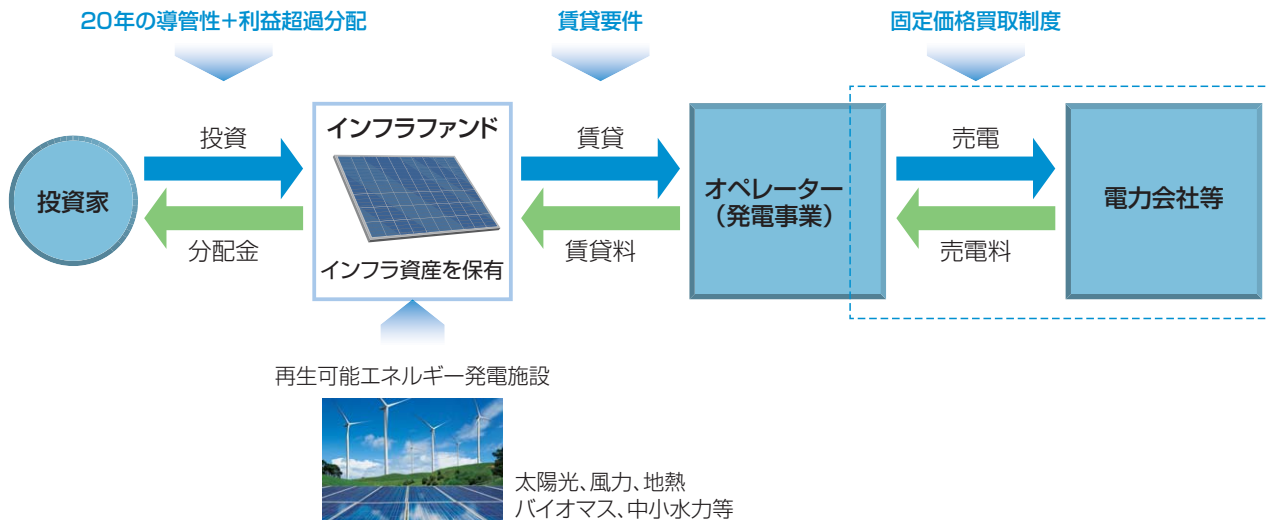 20年の導管性+利益超過分配
賃貸要件
固定価格買取制度
投資家
投資
分配金
インフラファンド
インフラ資産を保有
賃貸
賃貸料
オペレーター
（発電事業）
売電
売電料
電力会社等
再生可能エネルギー発電施設
太陽光、風力、地熱
バイオマス、中小水力等